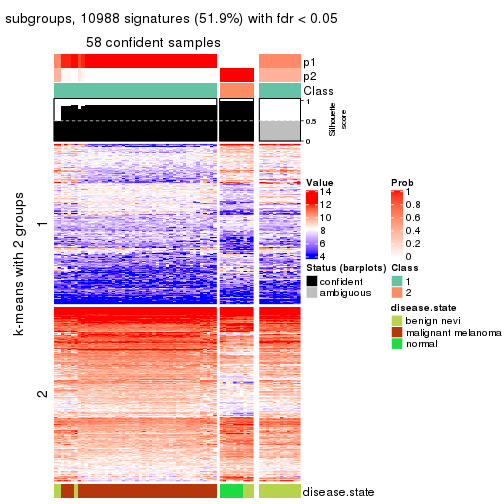 subgroups, 10988 signatures (51.9%) with fdr < 0.05
58 confident samples
p1
p2
Class
1
0.5
0
Silhouette
score
k-means with 2 groups
1
2
Value
14
12
10
8
6
4
Prob
1
0.8
0.6
0.4
0.2
0
Status (barplots)
confident
ambiguous
Class
1
2
disease.state
benign nevi
malignant melanoma
normal
disease.state